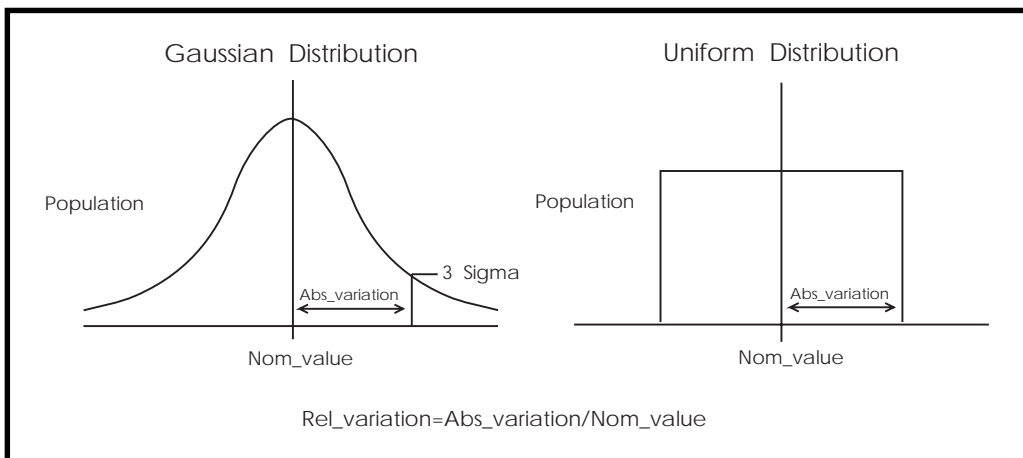 Gaussian Distribution
Population
3 Sigma
Abs_variation
Nom_value
Uniform Distribution
Population
Abs_variation
Nom_value
Rel_variation=Abs_variation/Nom_value